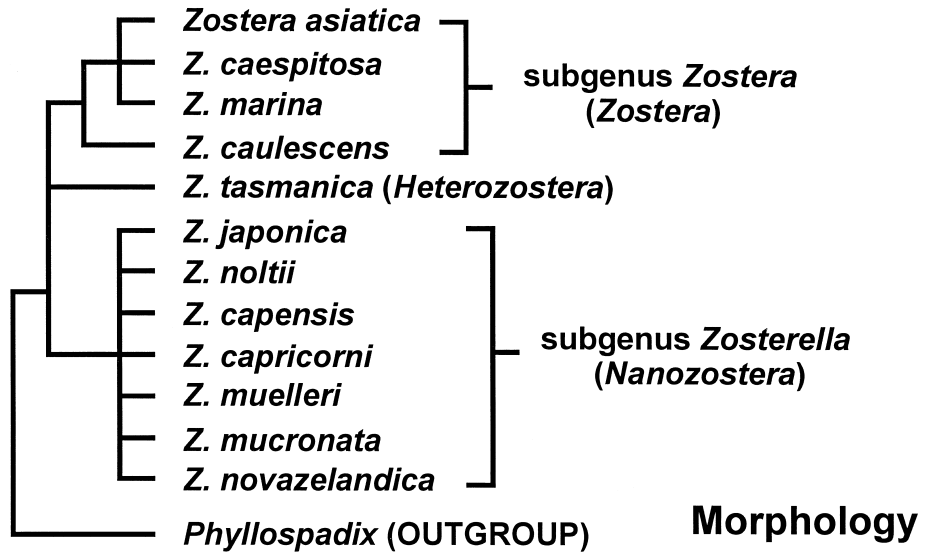 Zostera asiatica
Z. caespitosa
Z. marina
Z. caulescens
subgenus Zostera
(Zostera)
Z. tasmanica (Heterozostera)
Z. japonica
Z. noltii
Z. capensis
Z. capricorni
Z. muelleri
Z. mucronata
Z. novazelandica
subgenus Zosterella
(Nanozostera)
Phyllospadix (OUTGROUP)
Morphology